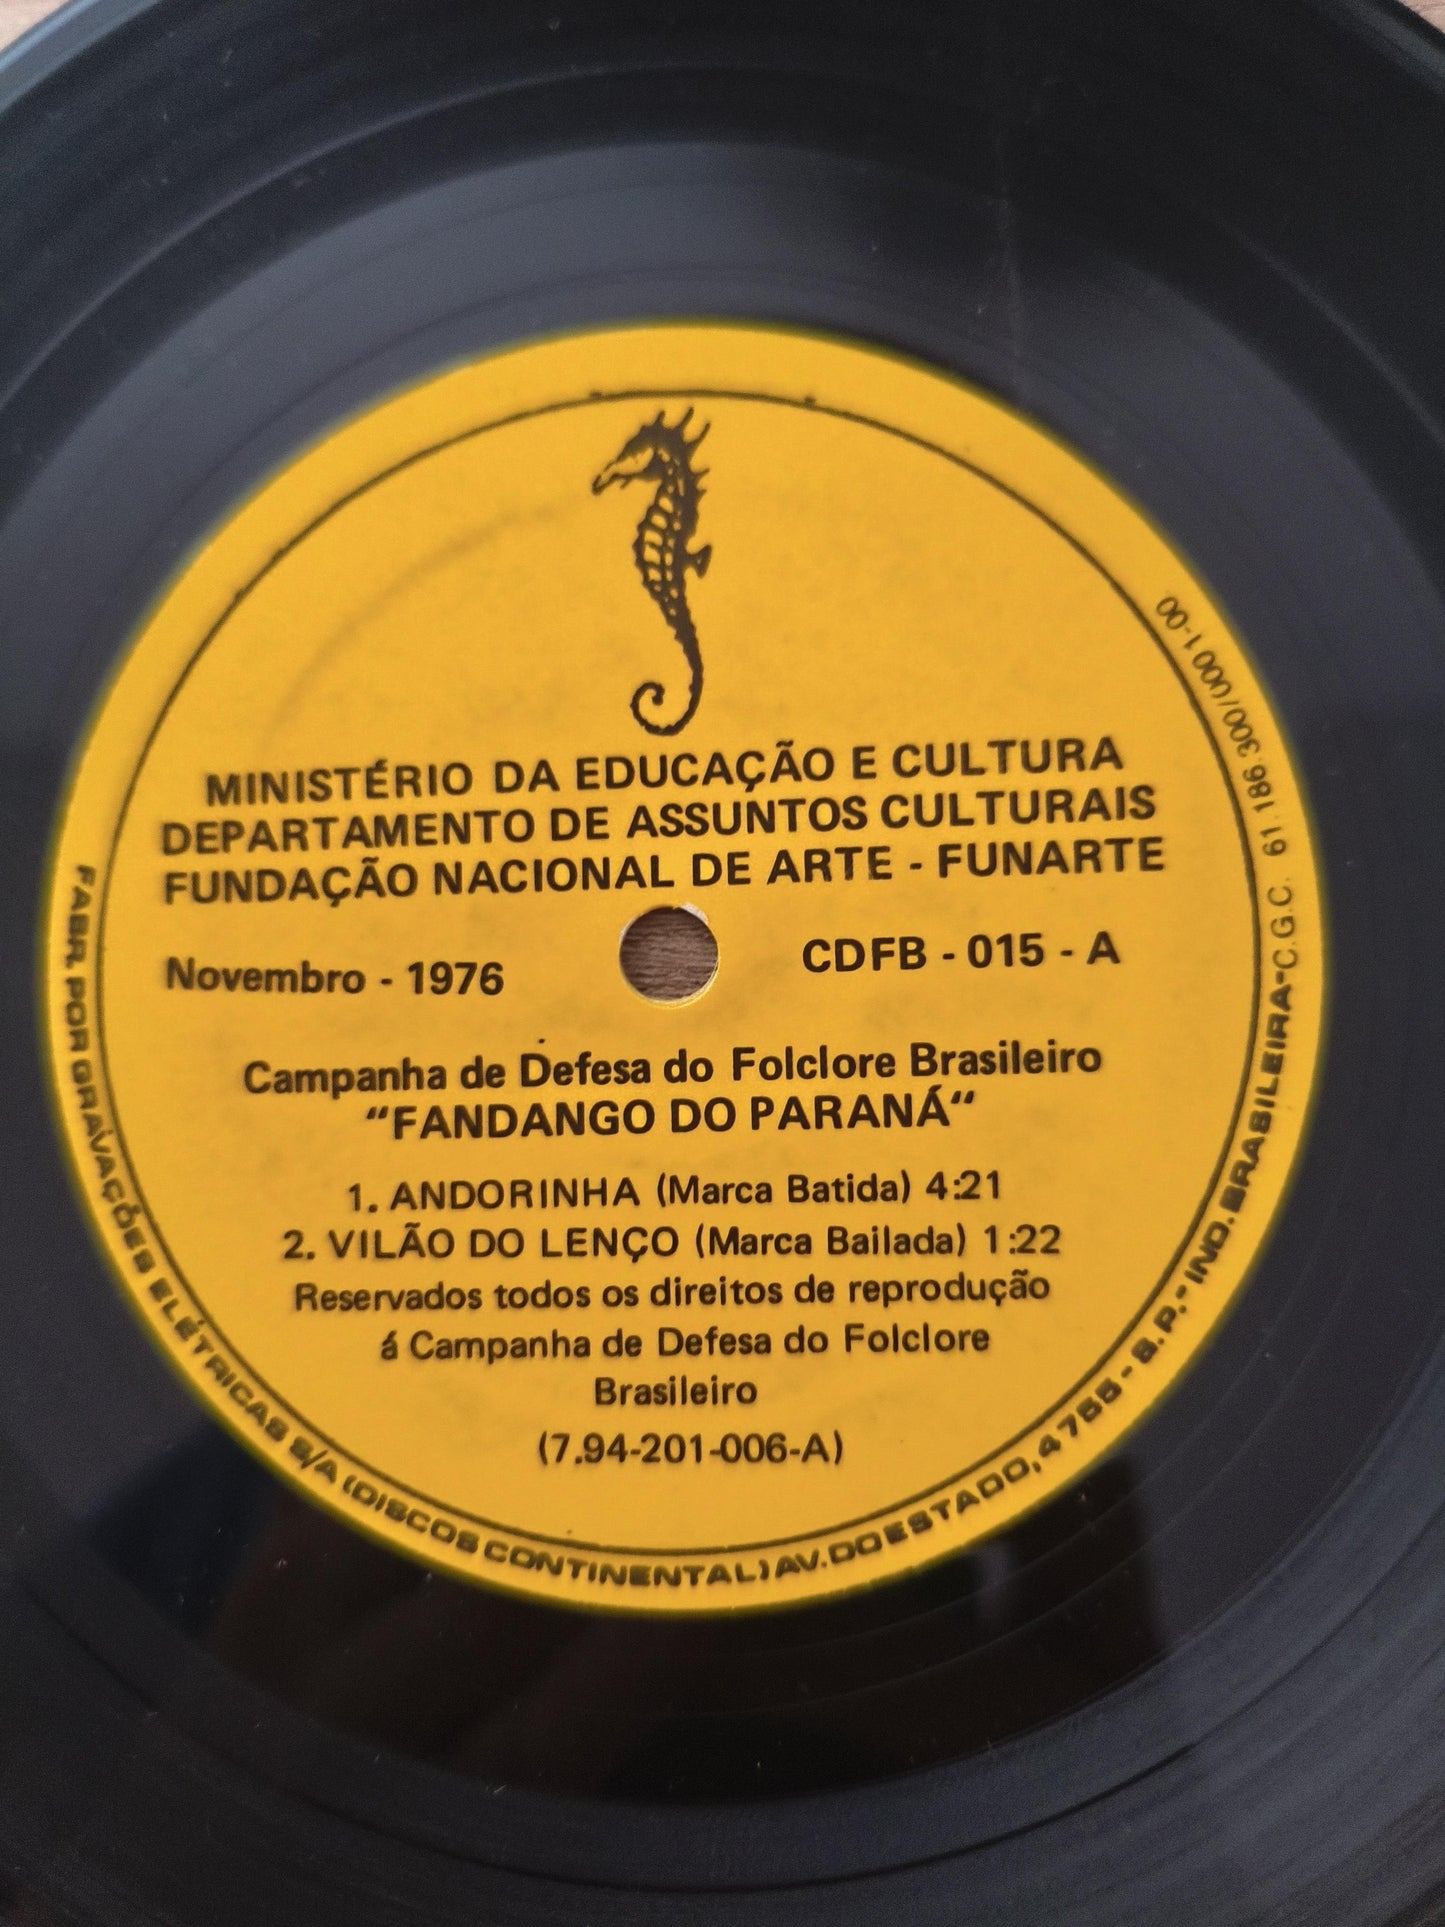 MINISTÉRIO DA EDUCAÇÃO E CULTURA
DEPARTAMENTO DE ASSUNTOS CULTURAIS
FUNDAÇÃO NACIONAL DE ARTE - FUNARTE
Novembro - 1976
CDFB - 015 - A
Campanha de Defesa do Folclore Brasileiro
"FANDANGO DO PARANÁ"
1. ANDORINHA (Marca Batida) 4:21
2. VILÃO DO LENÇO (Marca Bailada) 1:22
Reservados todos os direitos de reprodução
á Campanha de Defesa do Folclore
Brasileiro
(7.94-201-006-A)
FABR. POR GRAVAÇÕES ELÉTRICAS S/A (DISCOS CONTINENTAL) AV. DO ESTADO, 4755 - S.P. - IND. BRASILEIRA - C.G.C. 61.186.300/0001-00